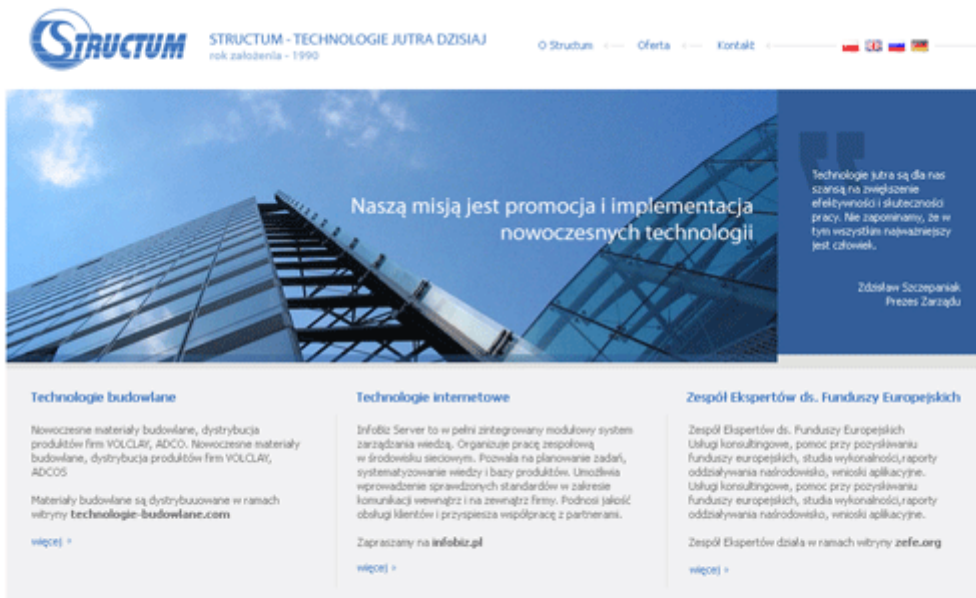 STRUCTUM
STRUCTUM - TECHNOLOGIE JUTRA DZISIAJ
rok założenia - 1990
O Structum
Oferta
Kontakt
Naszą misją jest promocja i implementacja
nowoczesnych technologii
Technologie jutra są dla nas
szansą na zwiększenie
efektywności i skuteczności
pracy. Nie zapominamy, że w
tym wszystkim najważniejszy
jest człowiek.
Zdzisław Szczepaniak
Prezes Zarządu
Technologie budowlane
Nowoczesne materiały budowlane, dystrybucja
produktów firm VOLCLAY, ADCO. Nowoczesne materiały
budowlane, dystrybucja produktów firm VOLCLAY,
ADCOS
Materiały budowlane są dystrybuuowane w ramach
witryny technologie-budowlane.com
więcej »
Technologie internetowe
InfoBiz Server to w pełni zintegrowany modułowy system
zarządzania wiedzą. Organizuje pracę zespołową
w środowisku sieciowym. Pozwala na planowanie zadań,
systematyzowanie wiedzy i bazy produktów. Umożliwia
wprowadzenie sprawdzonych standardów w zakresie
komunikacji wewnątrz i na zewnątrz firmy. Podnosi jakość
obsługi klientów i przyspiesza współpracę z partnerami.
Zapraszamy na infobiz.pl
więcej »
Zespół Ekspertów ds. Funduszy Europejskich
Zespół Ekspertów ds. Funduszy Europejskich
Usługi konsultingowe, pomoc przy pozyskiwaniu
funduszy europejskich, studia wykonalności,raporty
oddziaływania naśrodowisko, wnioski aplikacyjne.
Usługi konsultingowe, pomoc przy pozyskiwaniu
funduszy europejskich, studia wykonalności,raporty
oddziaływania naśrodowisko, wnioski aplikacyjne.
Zespół Ekspertów działa w ramach witryny zefe.org
więcej »